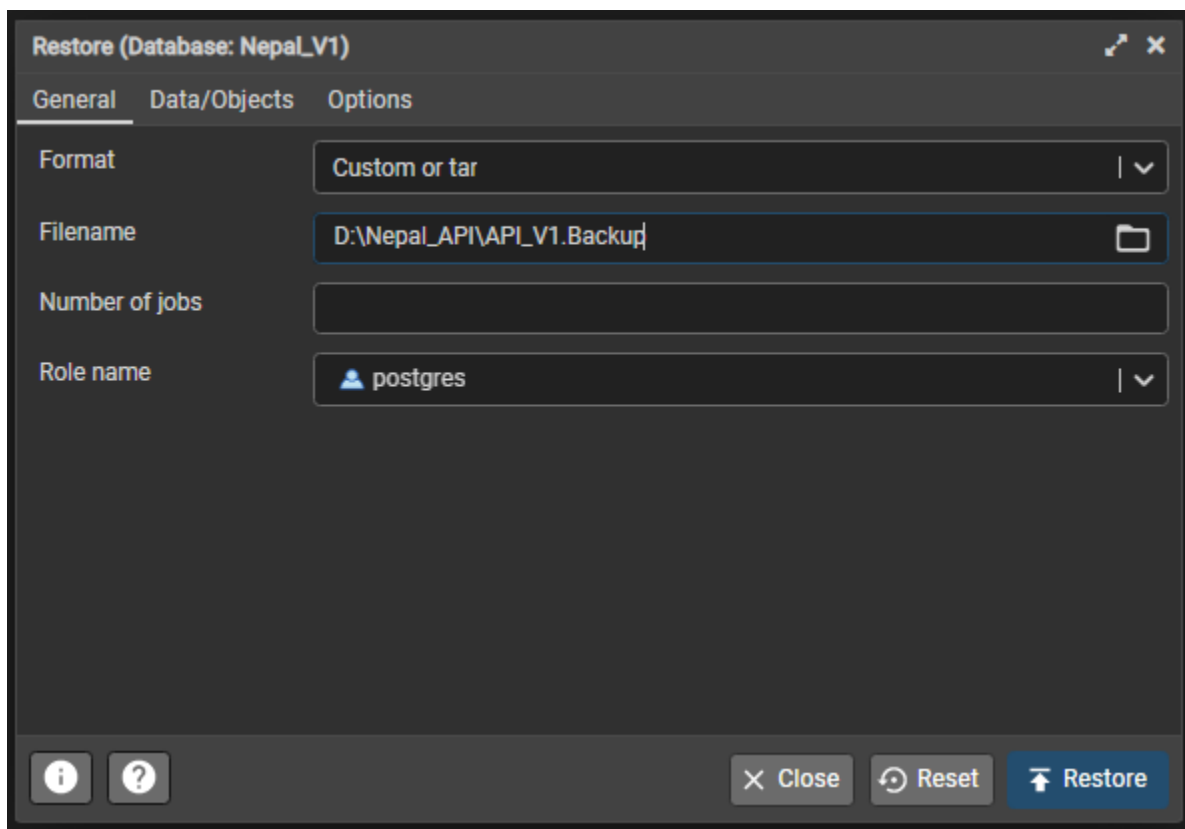 Restore (Database: Nepal_V1)
General Data/Objects Options
Format Custom or tar
Filename D:\Nepal_API\API_V1.Backup
Number of jobs
Role name postgres
Close Reset Restore